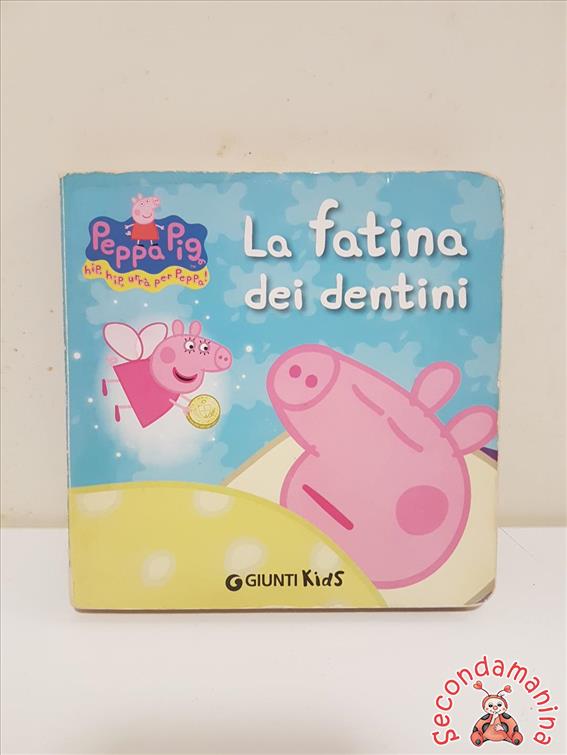 Peppa Pig
hip, hip, urrà per Peppa!
La fatina
dei dentini
GIUNTI Kids
Secondamanina